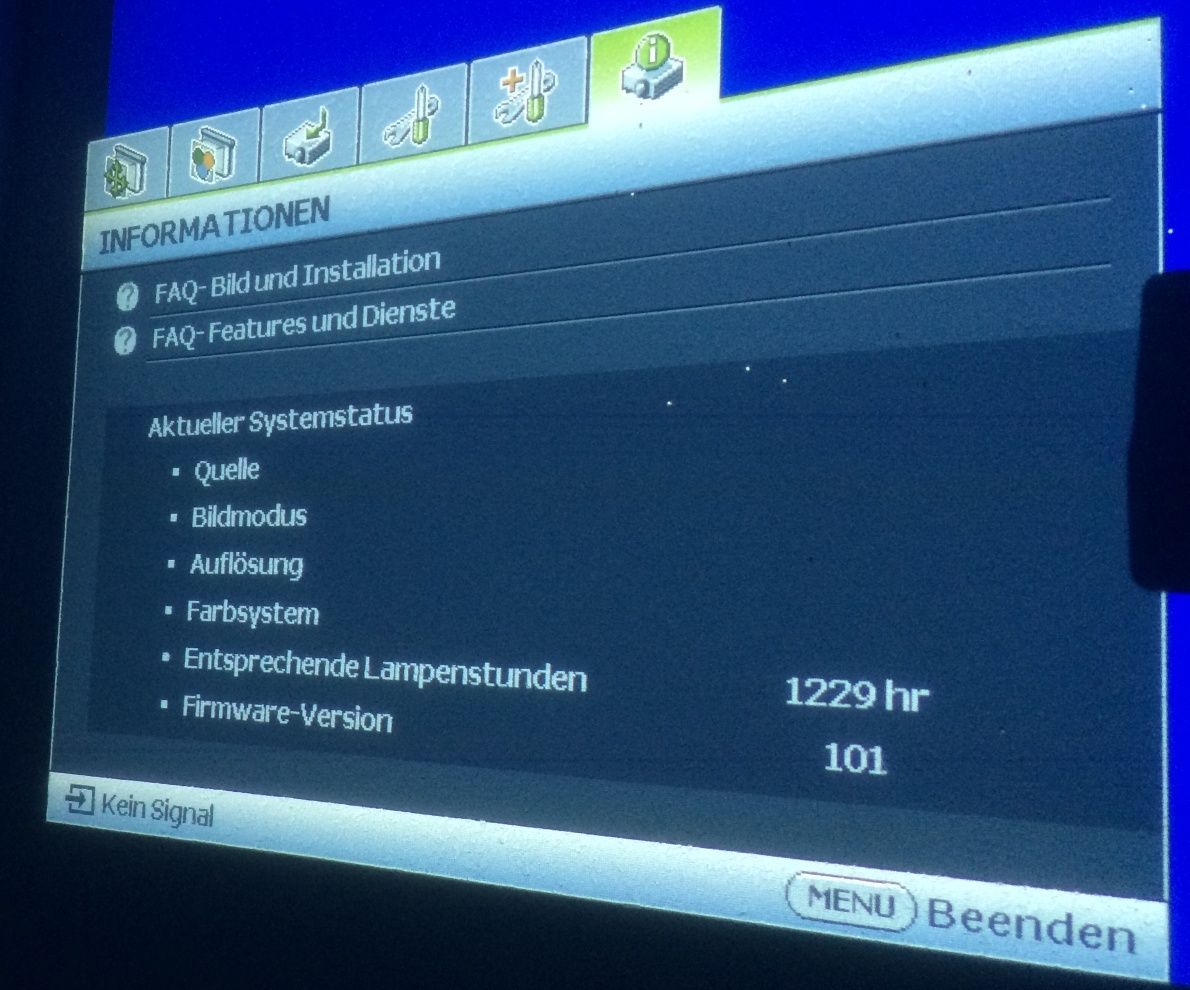 INFORMATIONEN
FAQ- Bild und Installation
FAQ- Features und Dienste
Aktueller Systemstatus
▪ Quelle
▪ Bildmodus
▪ Auflösung
▪ Farbsystem
▪ Entsprechende Lampenstunden 1229 hr
▪ Firmware-Version 101
Kein Signal
MENU Beenden